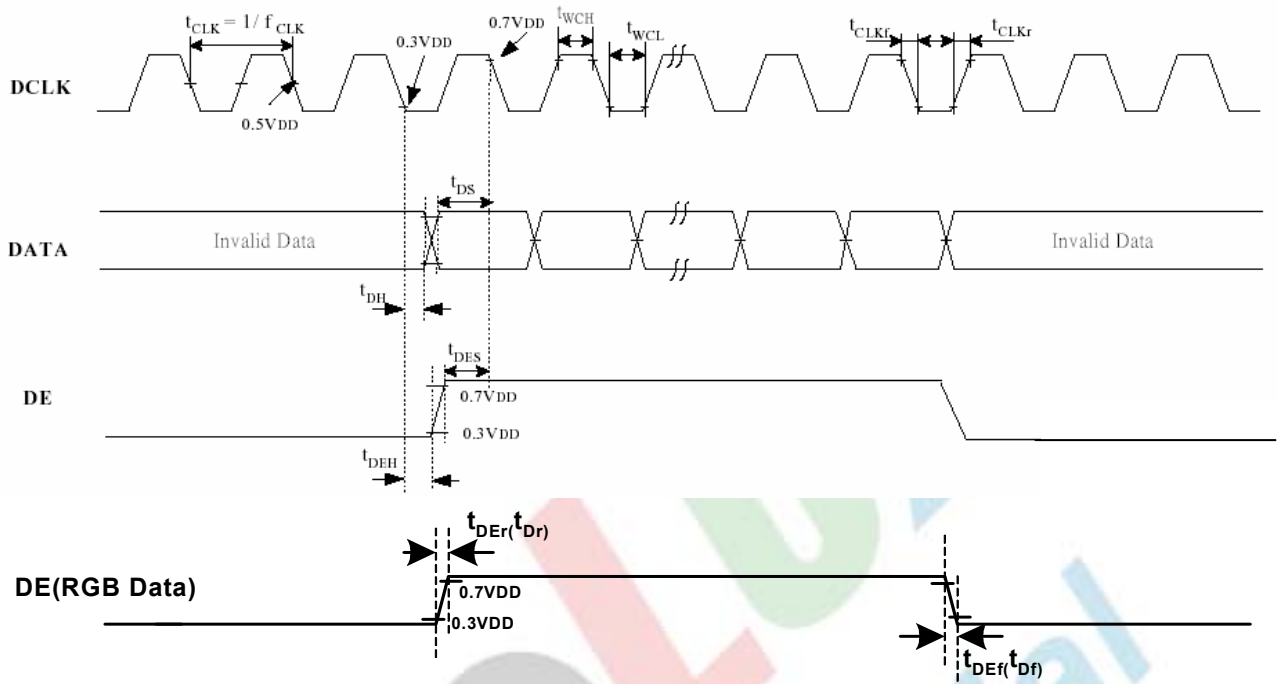 tCLK = 1/ fCLK
0.3VDD
0.7VDD
tWCH
tWCL
tCLKf
tCLKr
DCLK
0.5VDD
tDS
DATA
Invalid Data
Invalid Data
tDH
tDES
DE
0.7VDD
0.3VDD
tDEH
tDEr(tDr)
DE(RGB Data)
0.7VDD
0.3VDD
tDEf(tDf)